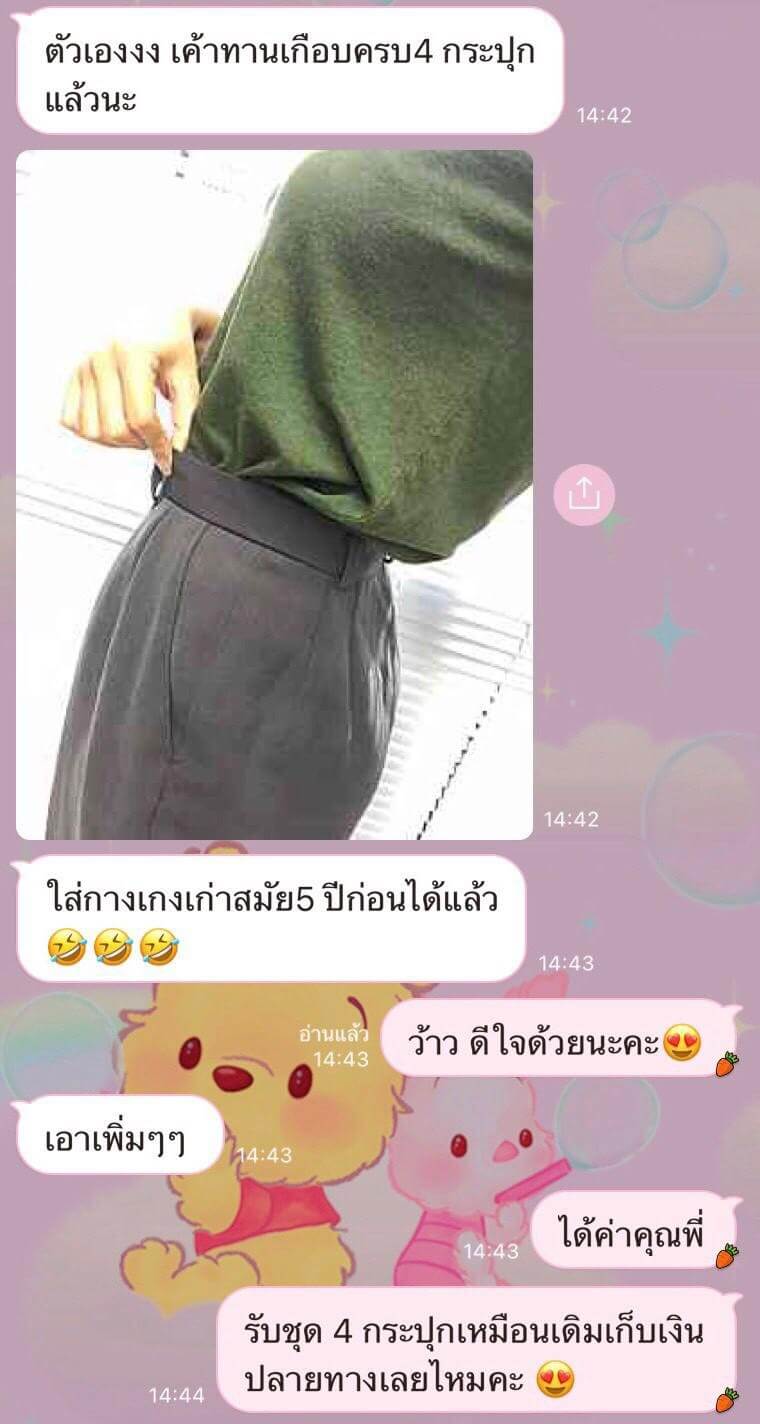 ตัวเองงง เค้าทานเกือบครบ4 กระปุก
แล้วนะ
14:42
14:42
ใส่กางเกงเก่าสมัย5 ปีก่อนได้แล้ว
🤣🤣🤣
14:43
อ่านแล้ว
14:43
ว้าว ดีใจด้วยนะคะ😍
เอาเพิ่มๆๆ
14:43
ได้ค่าคุณพี่
14:43
รับชุด 4 กระปุกเหมือนเดิมเก็บเงิน
ปลายทางเลยไหมคะ 😍
14:44